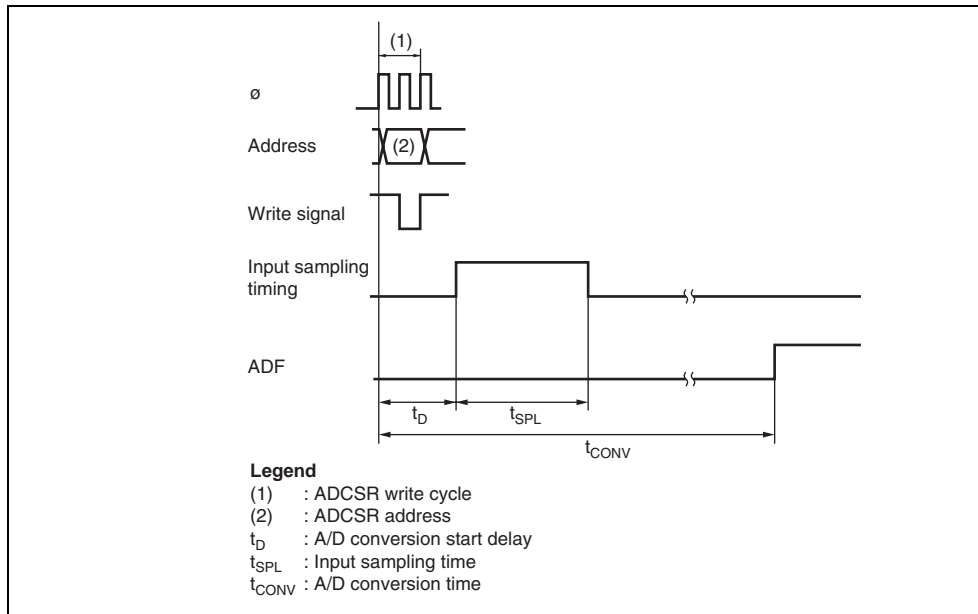 (1)
ø
Address
(2)
Write signal
Input sampling
timing
ADF
tD
tSPL
tCONV
Legend
(1) : ADCSR write cycle
(2) : ADCSR address
tD : A/D conversion start delay
tSPL : Input sampling time
tCONV : A/D conversion time